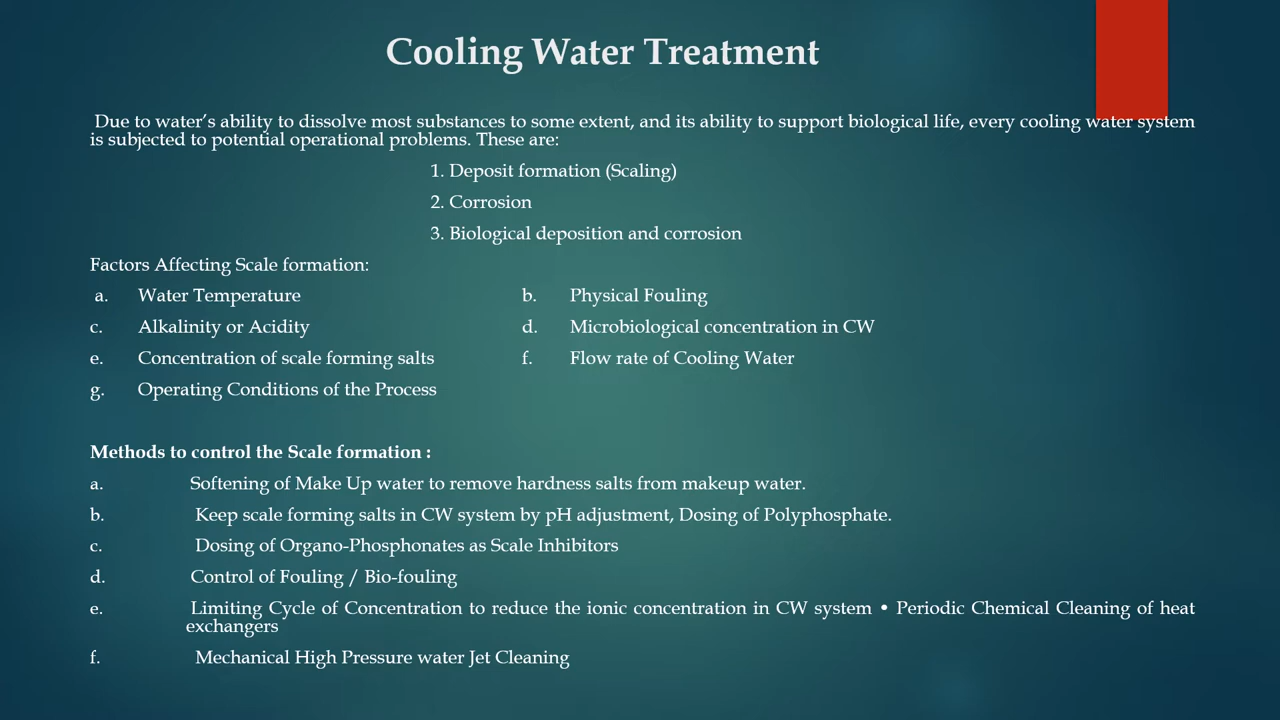 Cooling Water Treatment
Due to water’s ability to dissolve most substances to some extent, and its ability to support biological life, every cooling water system
is subjected to potential operational problems. These are:
1. Deposit formation (Scaling)
2. Corrosion
3. Biological deposition and corrosion
Factors Affecting Scale formation:
a. Water Temperature b. Physical Fouling
c. Alkalinity or Acidity d. Microbiological concentration in CW
e. Concentration of scale forming salts f. Flow rate of Cooling Water
g. Operating Conditions of the Process
Methods to control the Scale formation :
a. Softening of Make Up water to remove hardness salts from makeup water.
b. Keep scale forming salts in CW system by pH adjustment, Dosing of Polyphosphate.
c. Dosing of Organo-Phosphonates as Scale Inhibitors
d. Control of Fouling / Bio-fouling
e. Limiting Cycle of Concentration to reduce the ionic concentration in CW system • Periodic Chemical Cleaning of heat
exchangers
f. Mechanical High Pressure water Jet Cleaning